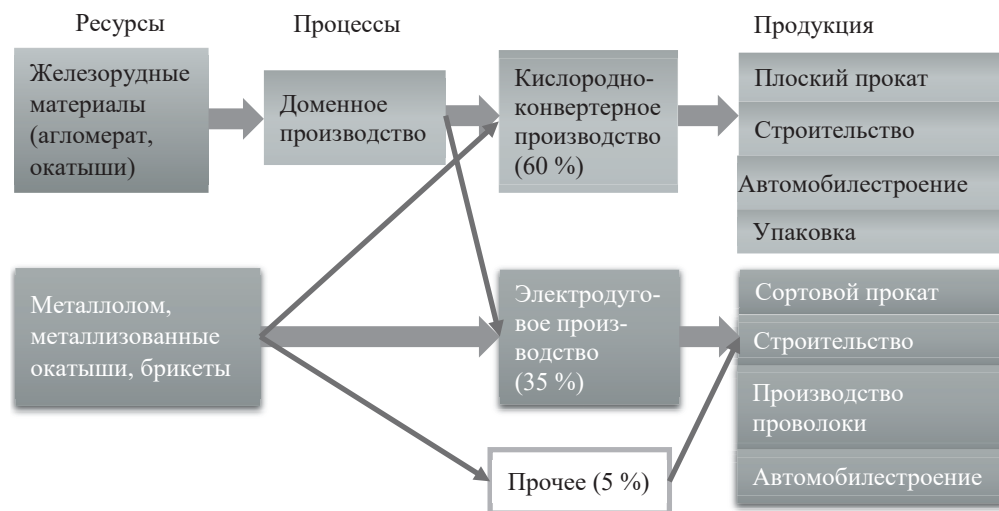 Ресурсы
Процессы
Продукция
Железорудные
материалы
(агломерат,
окатыши)
Доменное
производство
Кислородно-
конвертерное
производство
(60 %)
Плоский прокат
Строительство
Автомобилестроение
Упаковка
Металлолом,
металлизованные
окатыши, брикеты
Электродуго-
вое произ-
водство
(35 %)
Прочее (5 %)
Сортовой прокат
Строительство
Производство
проволоки
Автомобилестроение